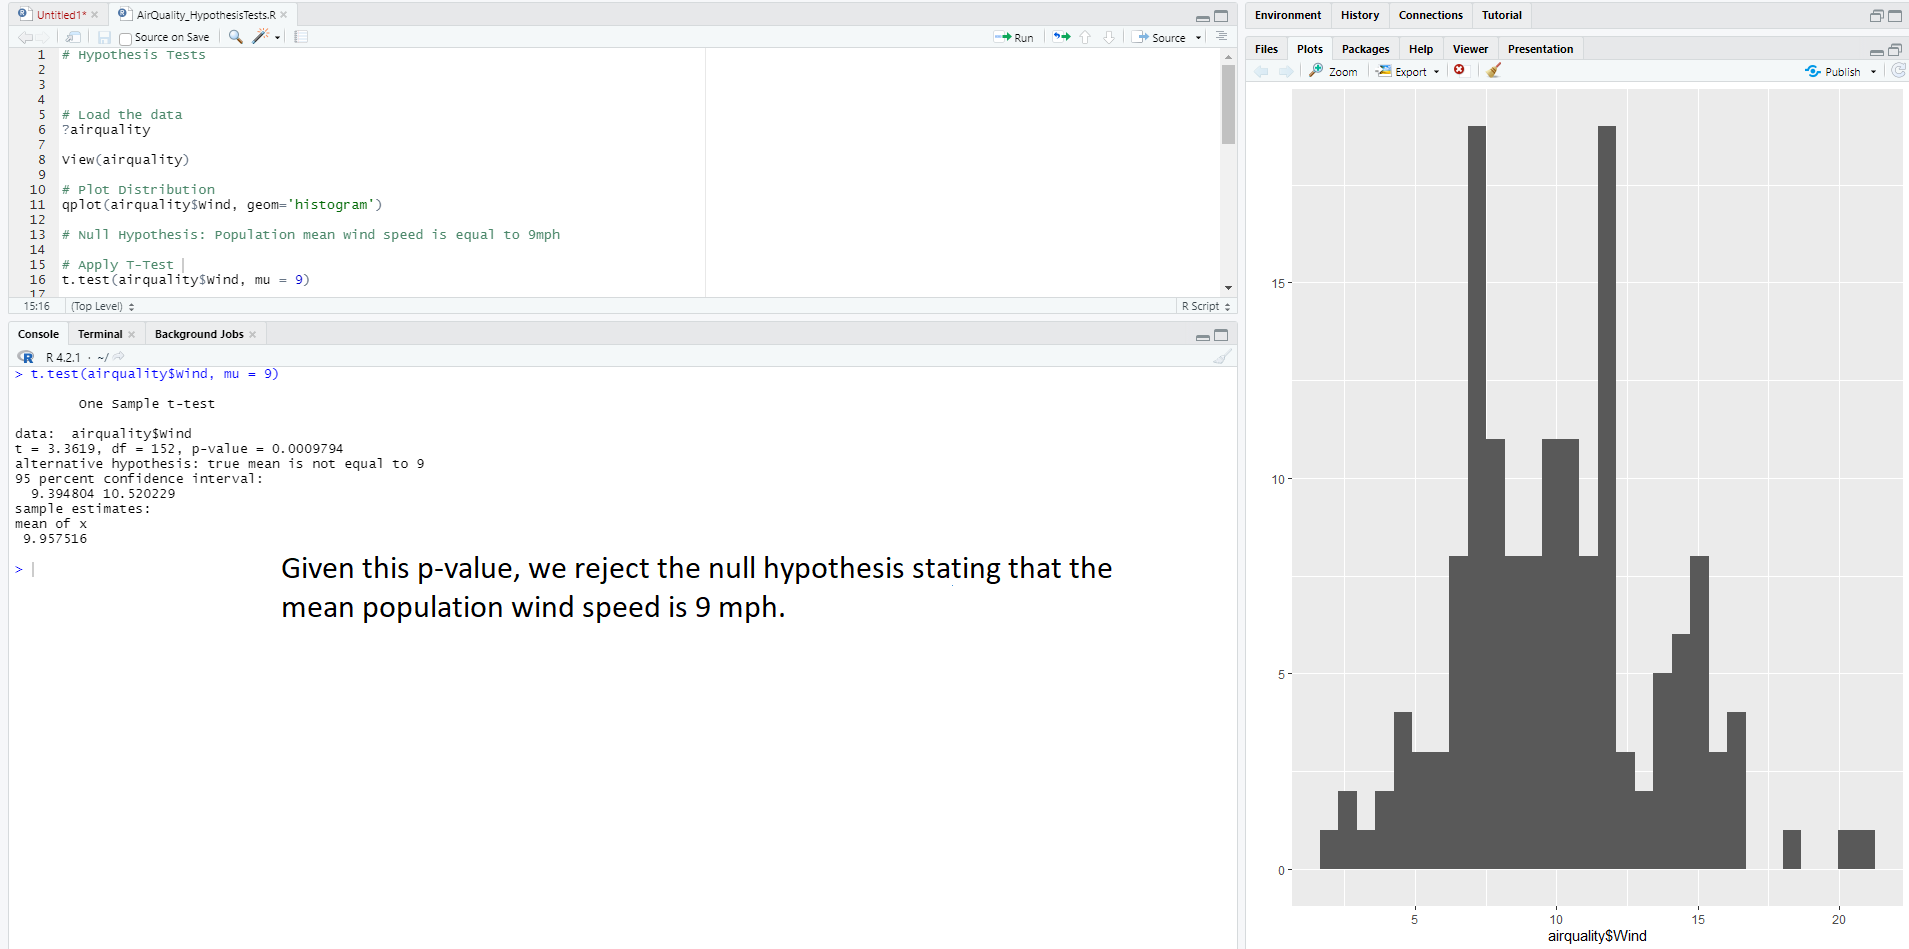 Untitled1*
AirQuality_HypothesisTests.R
Source on Save
Run
Source
1 # Hypothesis Tests
2
3
4
5 # Load the data
6 ?airquality
7
8 View(airquality)
9
10 # Plot Distribution
11 qplot(airquality$Wind, geom='histogram')
12
13 # Null Hypothesis: Population mean wind speed is equal to 9mph
14
15 # Apply T-Test
16 t.test(airquality$Wind, mu = 9)
17
15:16 (Top Level) R Script
Console Terminal Background Jobs
R 4.2.1 · ~/
> t.test(airquality$Wind, mu = 9)
One Sample t-test
data: airquality$Wind
t = 3.3619, df = 152, p-value = 0.0009794
alternative hypothesis: true mean is not equal to 9
95 percent confidence interval:
9.394804 10.520229
sample estimates:
mean of x
9.957516
>
Given this p-value, we reject the null hypothesis stating that the
mean population wind speed is 9 mph.
Environment History Connections Tutorial
Files Plots Packages Help Viewer Presentation
Zoom Export Publish
15
10
5
0
5 10 15 20
airquality$Wind